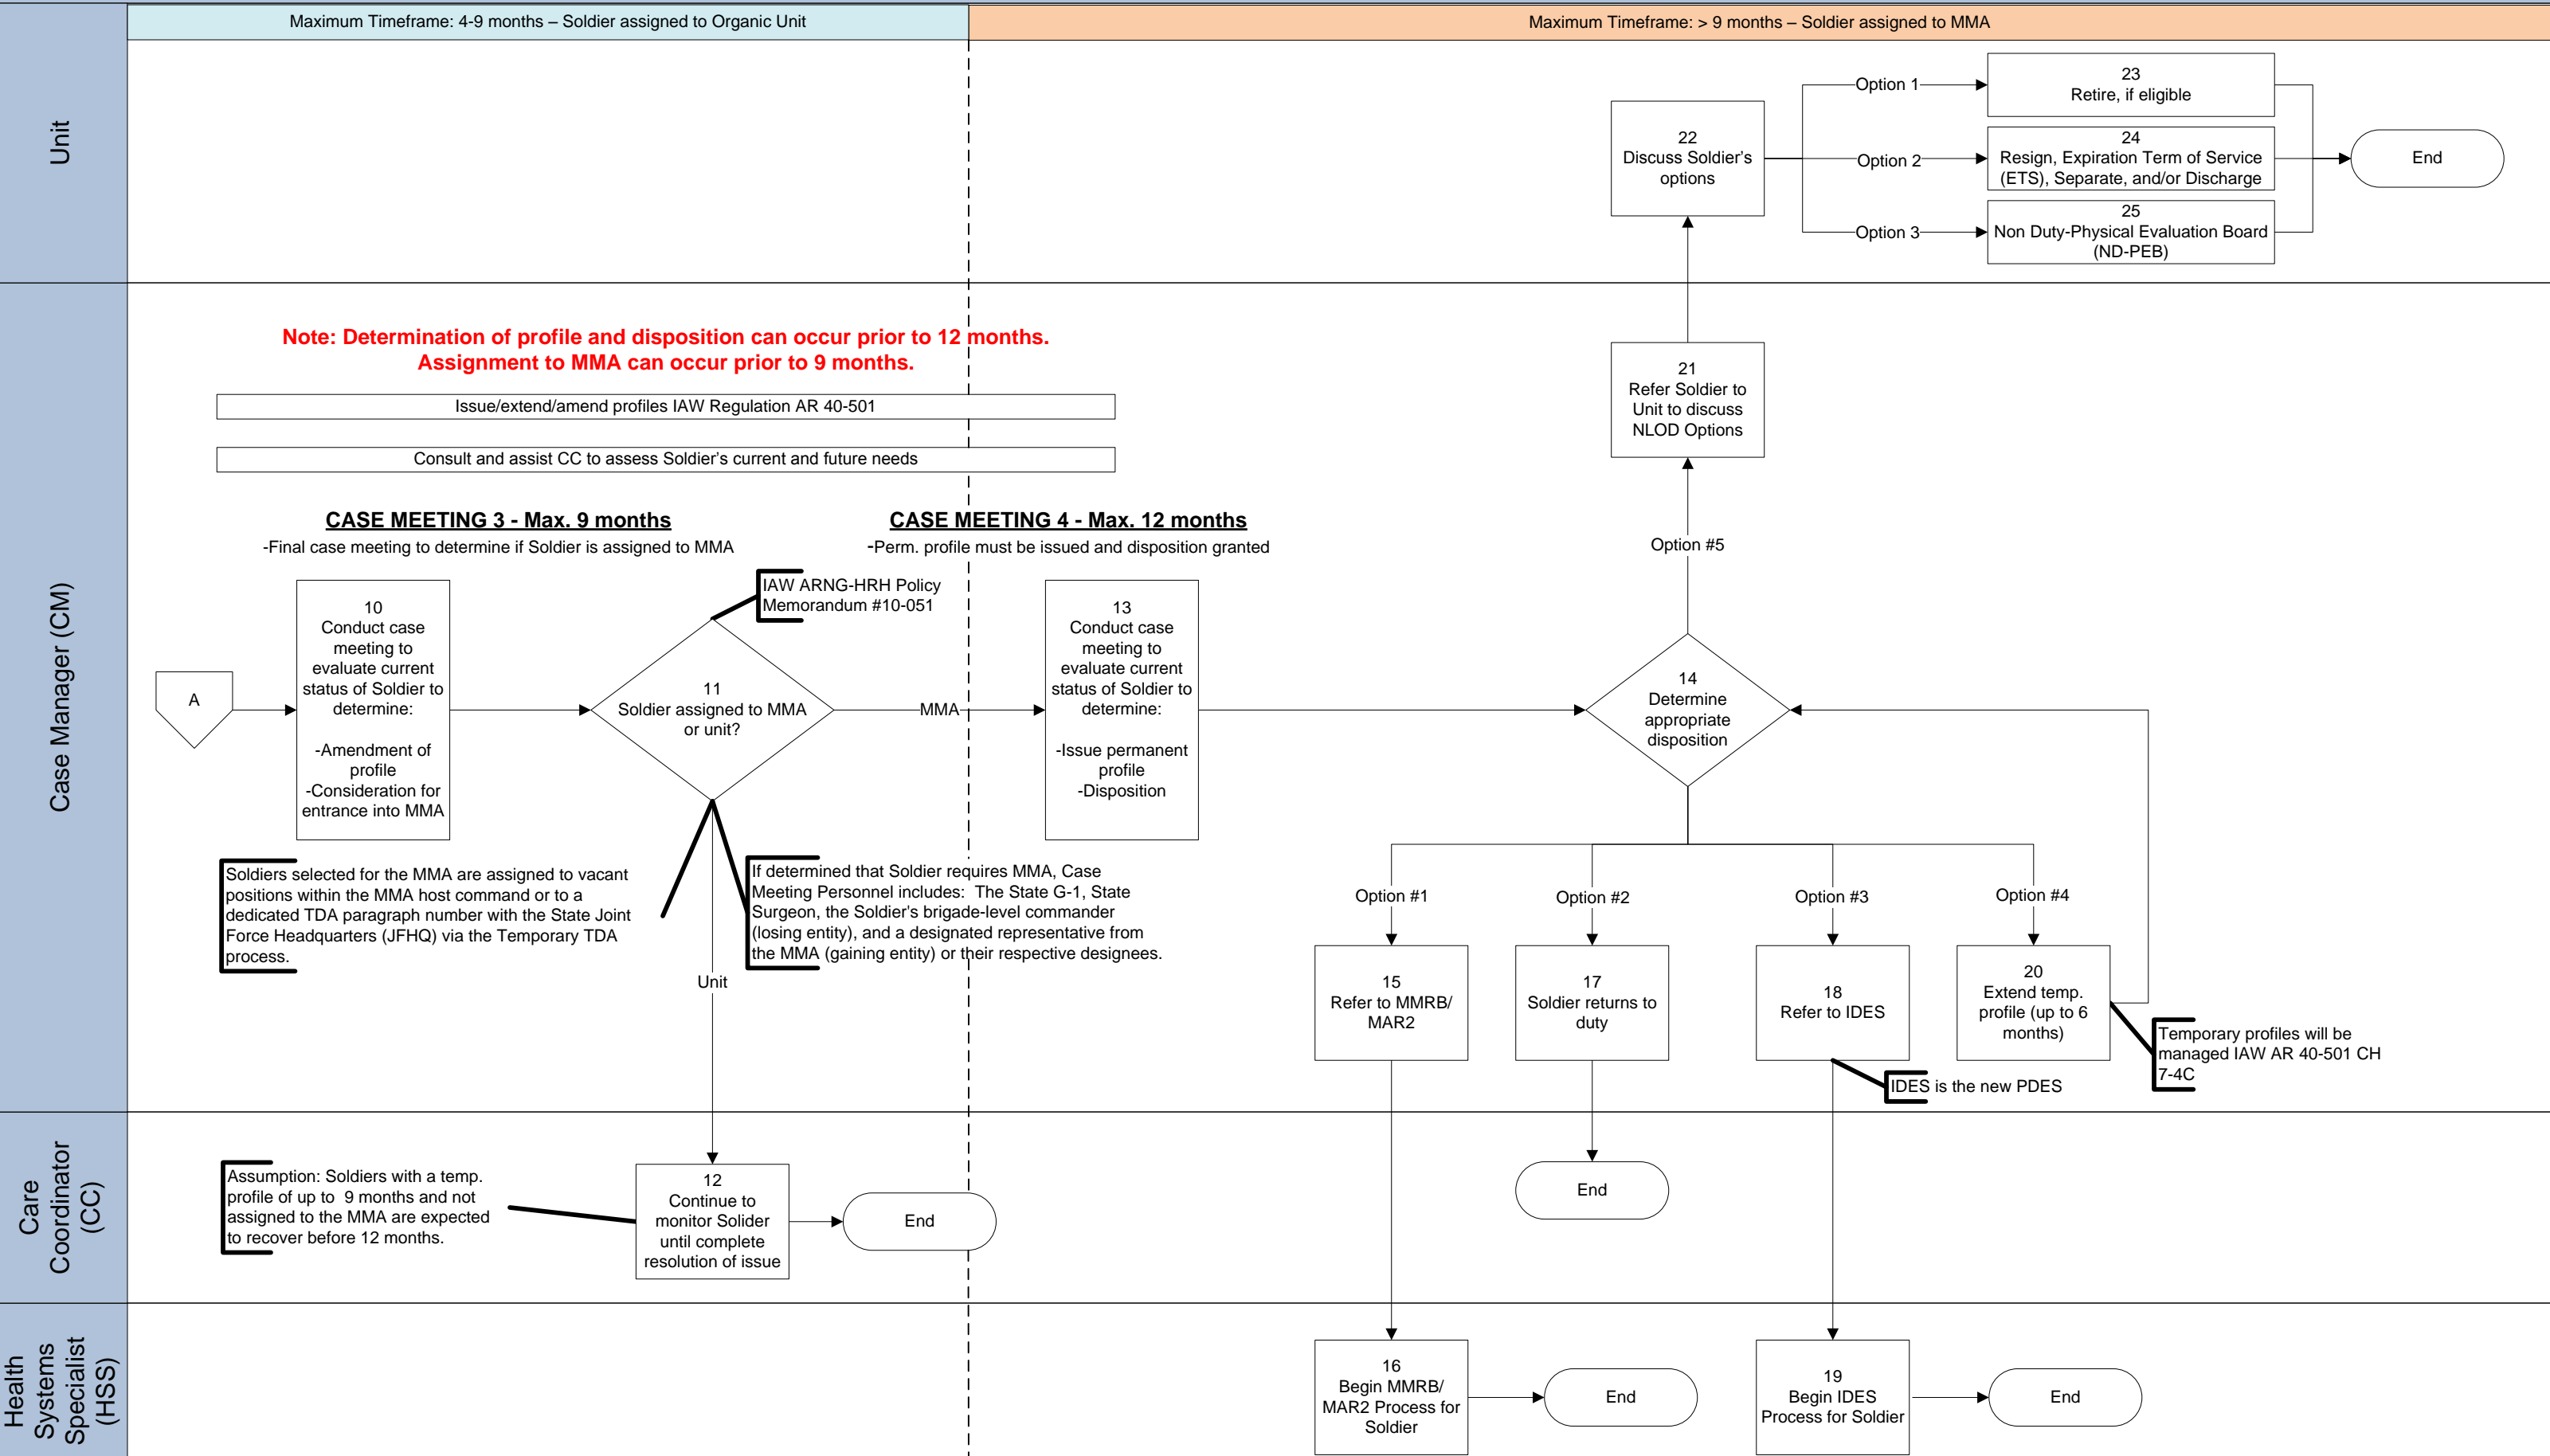 Maximum Timeframe: 4-9 months – Soldier assigned to Organic Unit
Maximum Timeframe: > 9 months – Soldier assigned to MMA
Unit
22
Discuss Soldier's
options
Option 1
Option 2
Option 3
23
Retire, if eligible
24
Resign, Expiration Term of Service
(ETS), Separate, and/or Discharge
25
Non Duty-Physical Evaluation Board
(ND-PEB)
End
Case Manager (CM)
Note: Determination of profile and disposition can occur prior to 12 months.
Assignment to MMA can occur prior to 9 months.
Issue/extend/amend profiles IAW Regulation AR 40-501
Consult and assist CC to assess Soldier's current and future needs
CASE MEETING 3 - Max. 9 months
-Final case meeting to determine if Soldier is assigned to MMA
CASE MEETING 4 - Max. 12 months
-Perm. profile must be issued and disposition granted
A
10
Conduct case
meeting to
evaluate current
status of Soldier to
determine:
-Amendment of
profile
-Consideration for
entrance into MMA
IAW ARNG-HRH Policy
Memorandum #10-051
11
Soldier assigned to MMA
or unit?
MMA
13
Conduct case
meeting to
evaluate current
status of Soldier to
determine:
-Issue permanent
profile
-Disposition
Soldiers selected for the MMA are assigned to vacant
positions within the MMA host command or to a
dedicated TDA paragraph number with the State Joint
Force Headquarters (JFHQ) via the Temporary TDA
process.
If determined that Soldier requires MMA, Case
Meeting Personnel includes: The State G-1, State
Surgeon, the Soldier's brigade-level commander
(losing entity), and a designated representative from
the MMA (gaining entity) or their respective designees.
Unit
21
Refer Soldier to
Unit to discuss
NLOD Options
Option #5
14
Determine
appropriate
disposition
Option #1
Option #2
Option #3
Option #4
15
Refer to MMRB/
MAR2
17
Soldier returns to
duty
18
Refer to IDES
20
Extend temp.
profile (up to 6
months)
IDES is the new PDES
Temporary profiles will be
managed IAW AR 40-501 CH
7-4C
Care
Coordinator
(CC)
Assumption: Soldiers with a temp.
profile of up to 9 months and not
assigned to the MMA are expected
to recover before 12 months.
12
Continue to
monitor Solider
until complete
resolution of issue
End
End
Health
Systems
Specialist
(HSS)
16
Begin MMRB/
MAR2 Process for
Soldier
End
19
Begin IDES
Process for Soldier
End